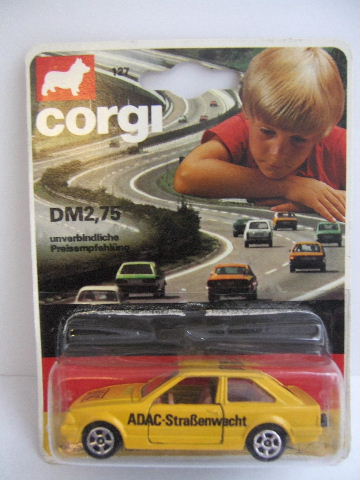 127
corgi
DM2,75
unverbindliche
Preisempfehlung
ADAC-Straßenwacht